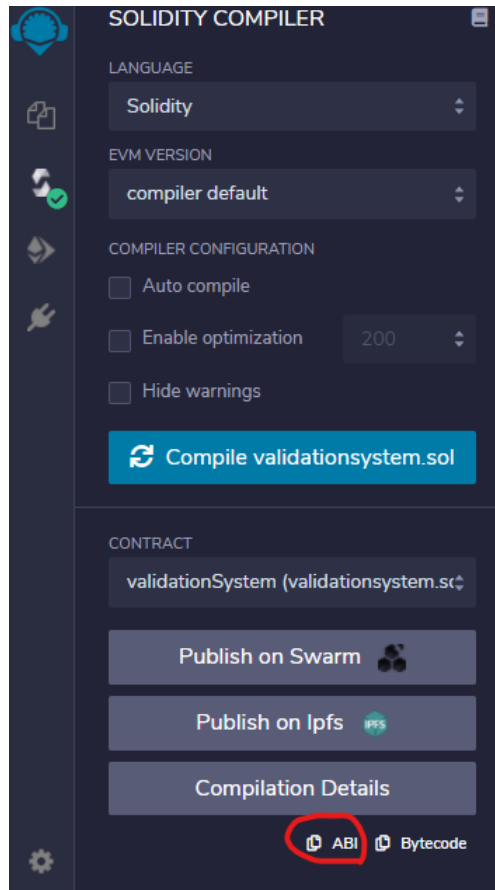 SOLIDITY COMPILER
LANGUAGE
Solidity
EVM VERSION
compiler default
COMPILER CONFIGURATION
Auto compile
Enable optimization 200
Hide warnings
Compile validationsystem.sol
CONTRACT
validationSystem (validationsystem.so
Publish on Swarm
Publish on Ipfs IPFS
Compilation Details
ABI Bytecode